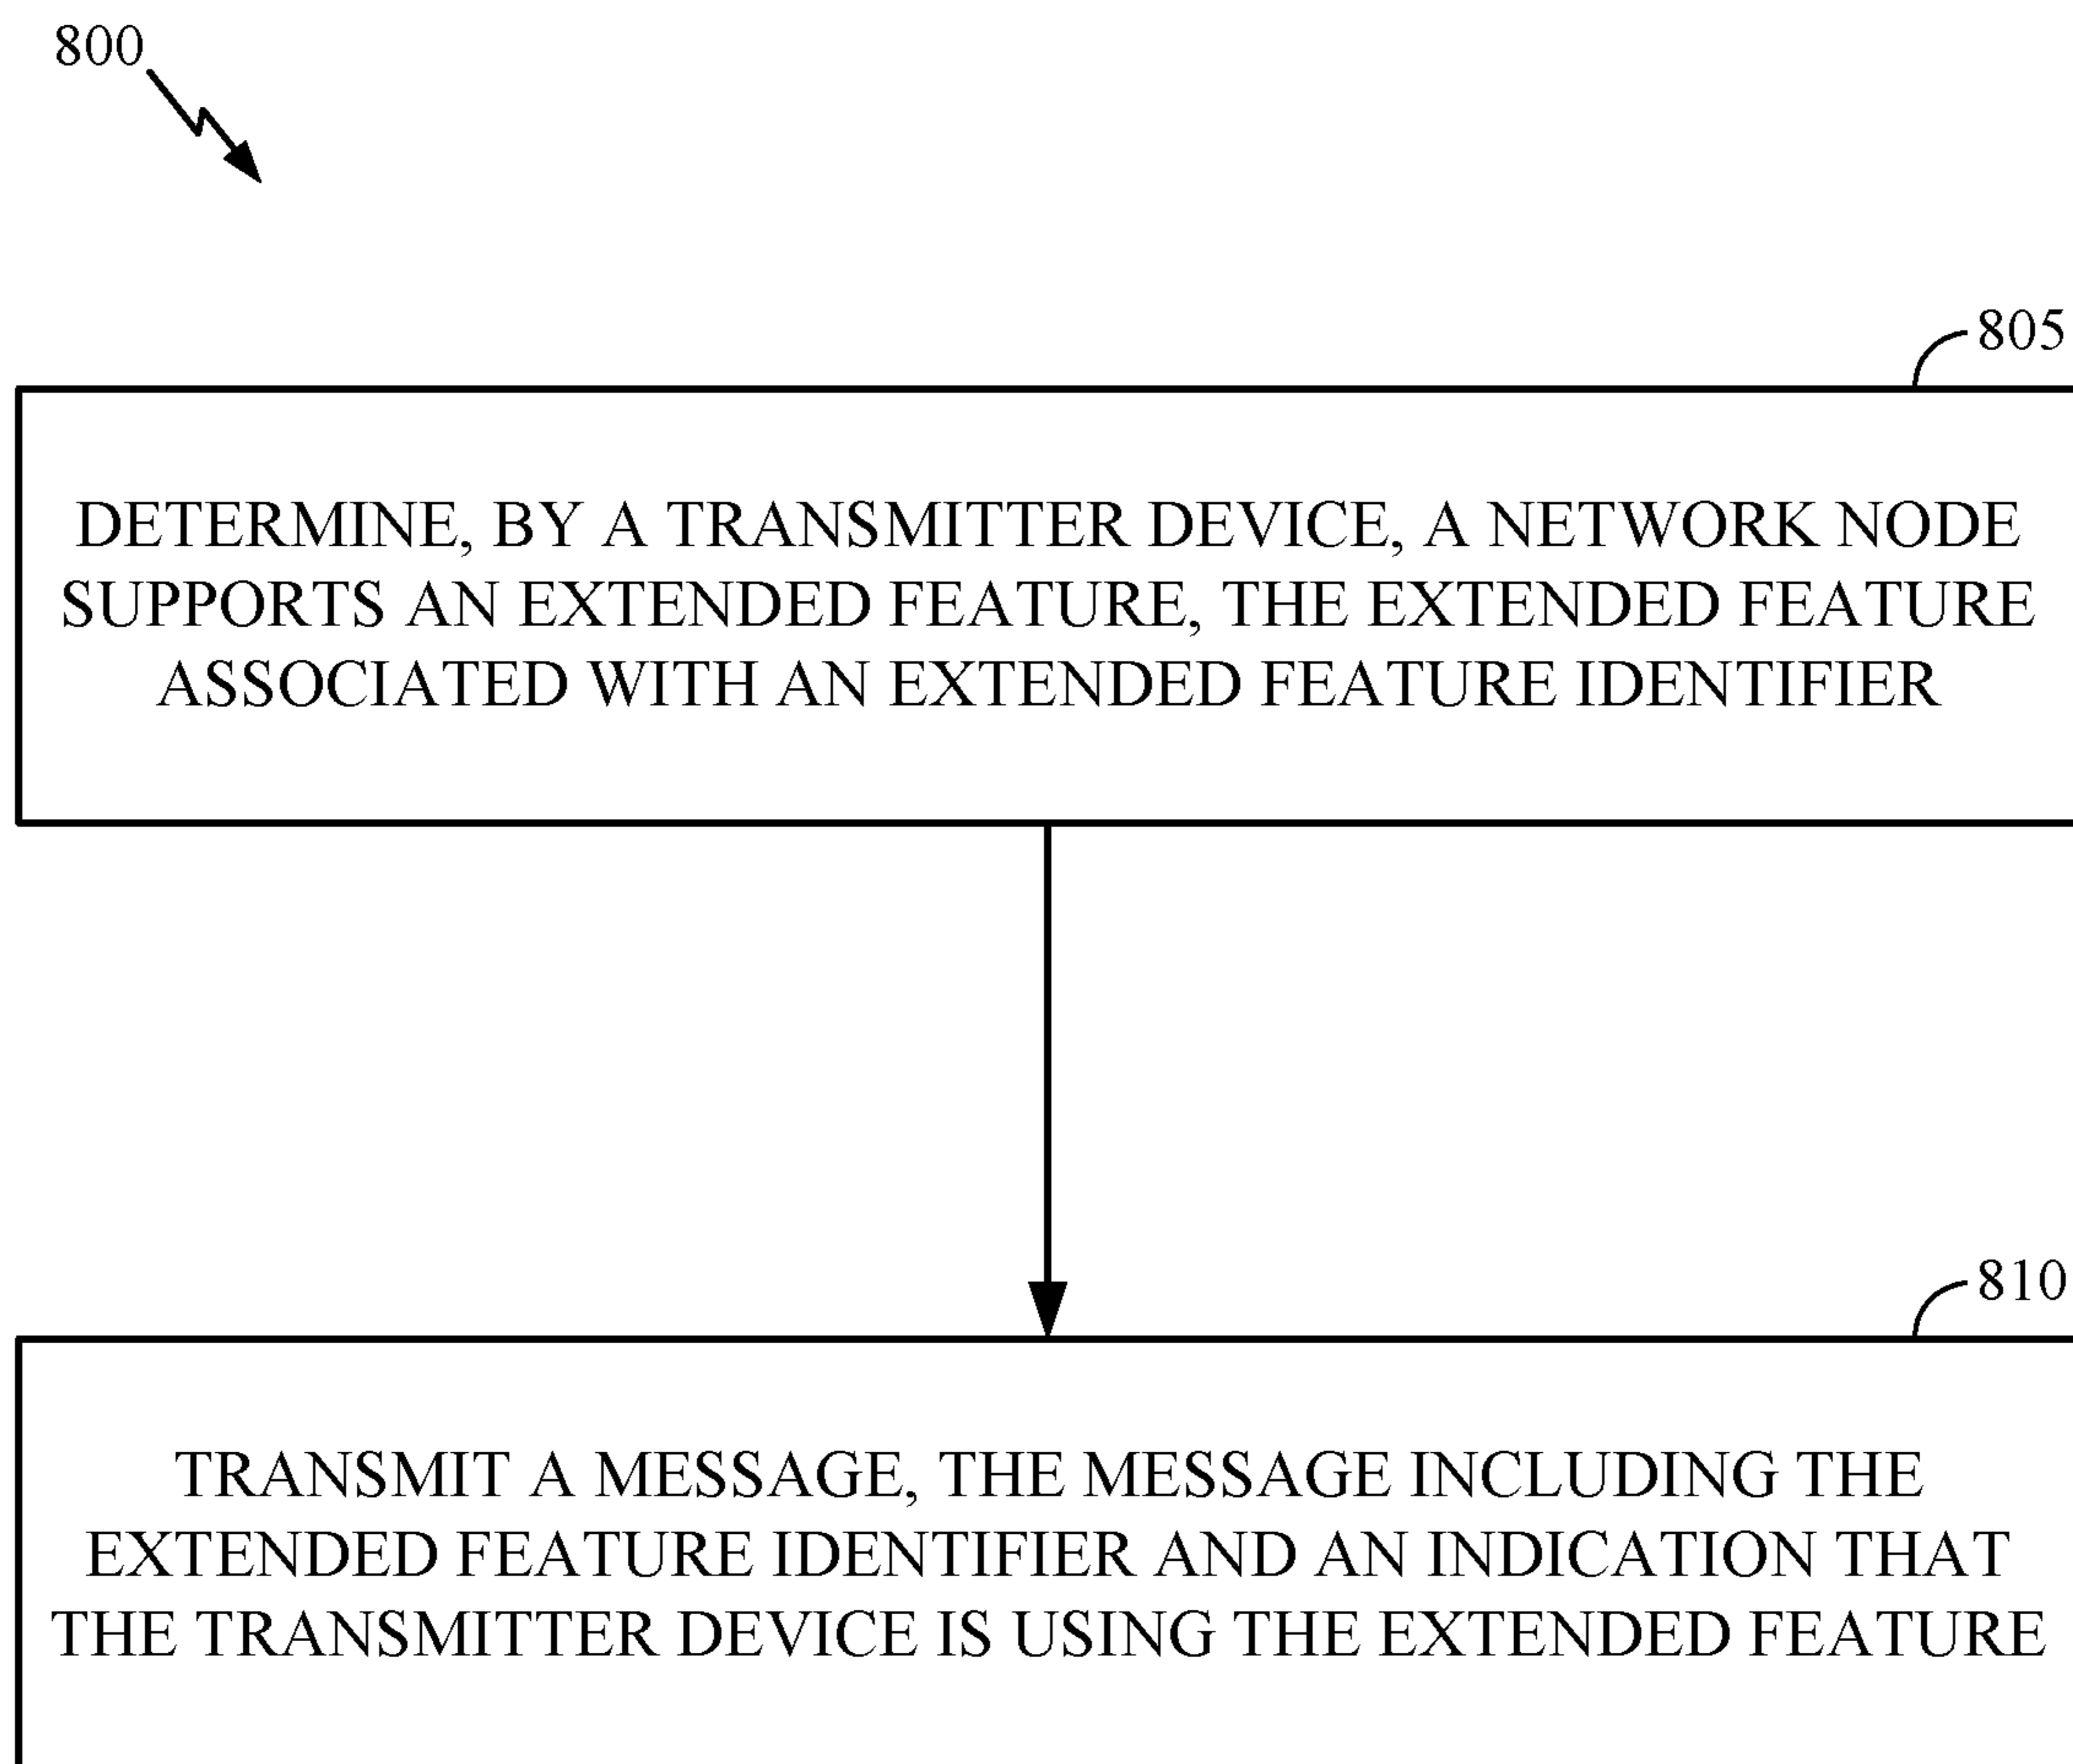 800
805
DETERMINE, BY A TRANSMITTER DEVICE, A NETWORK NODE
SUPPORTS AN EXTENDED FEATURE, THE EXTENDED FEATURE
ASSOCIATED WITH AN EXTENDED FEATURE IDENTIFIER
810
TRANSMIT A MESSAGE, THE MESSAGE INCLUDING THE
EXTENDED FEATURE IDENTIFIER AND AN INDICATION THAT
THE TRANSMITTER DEVICE IS USING THE EXTENDED FEATURE